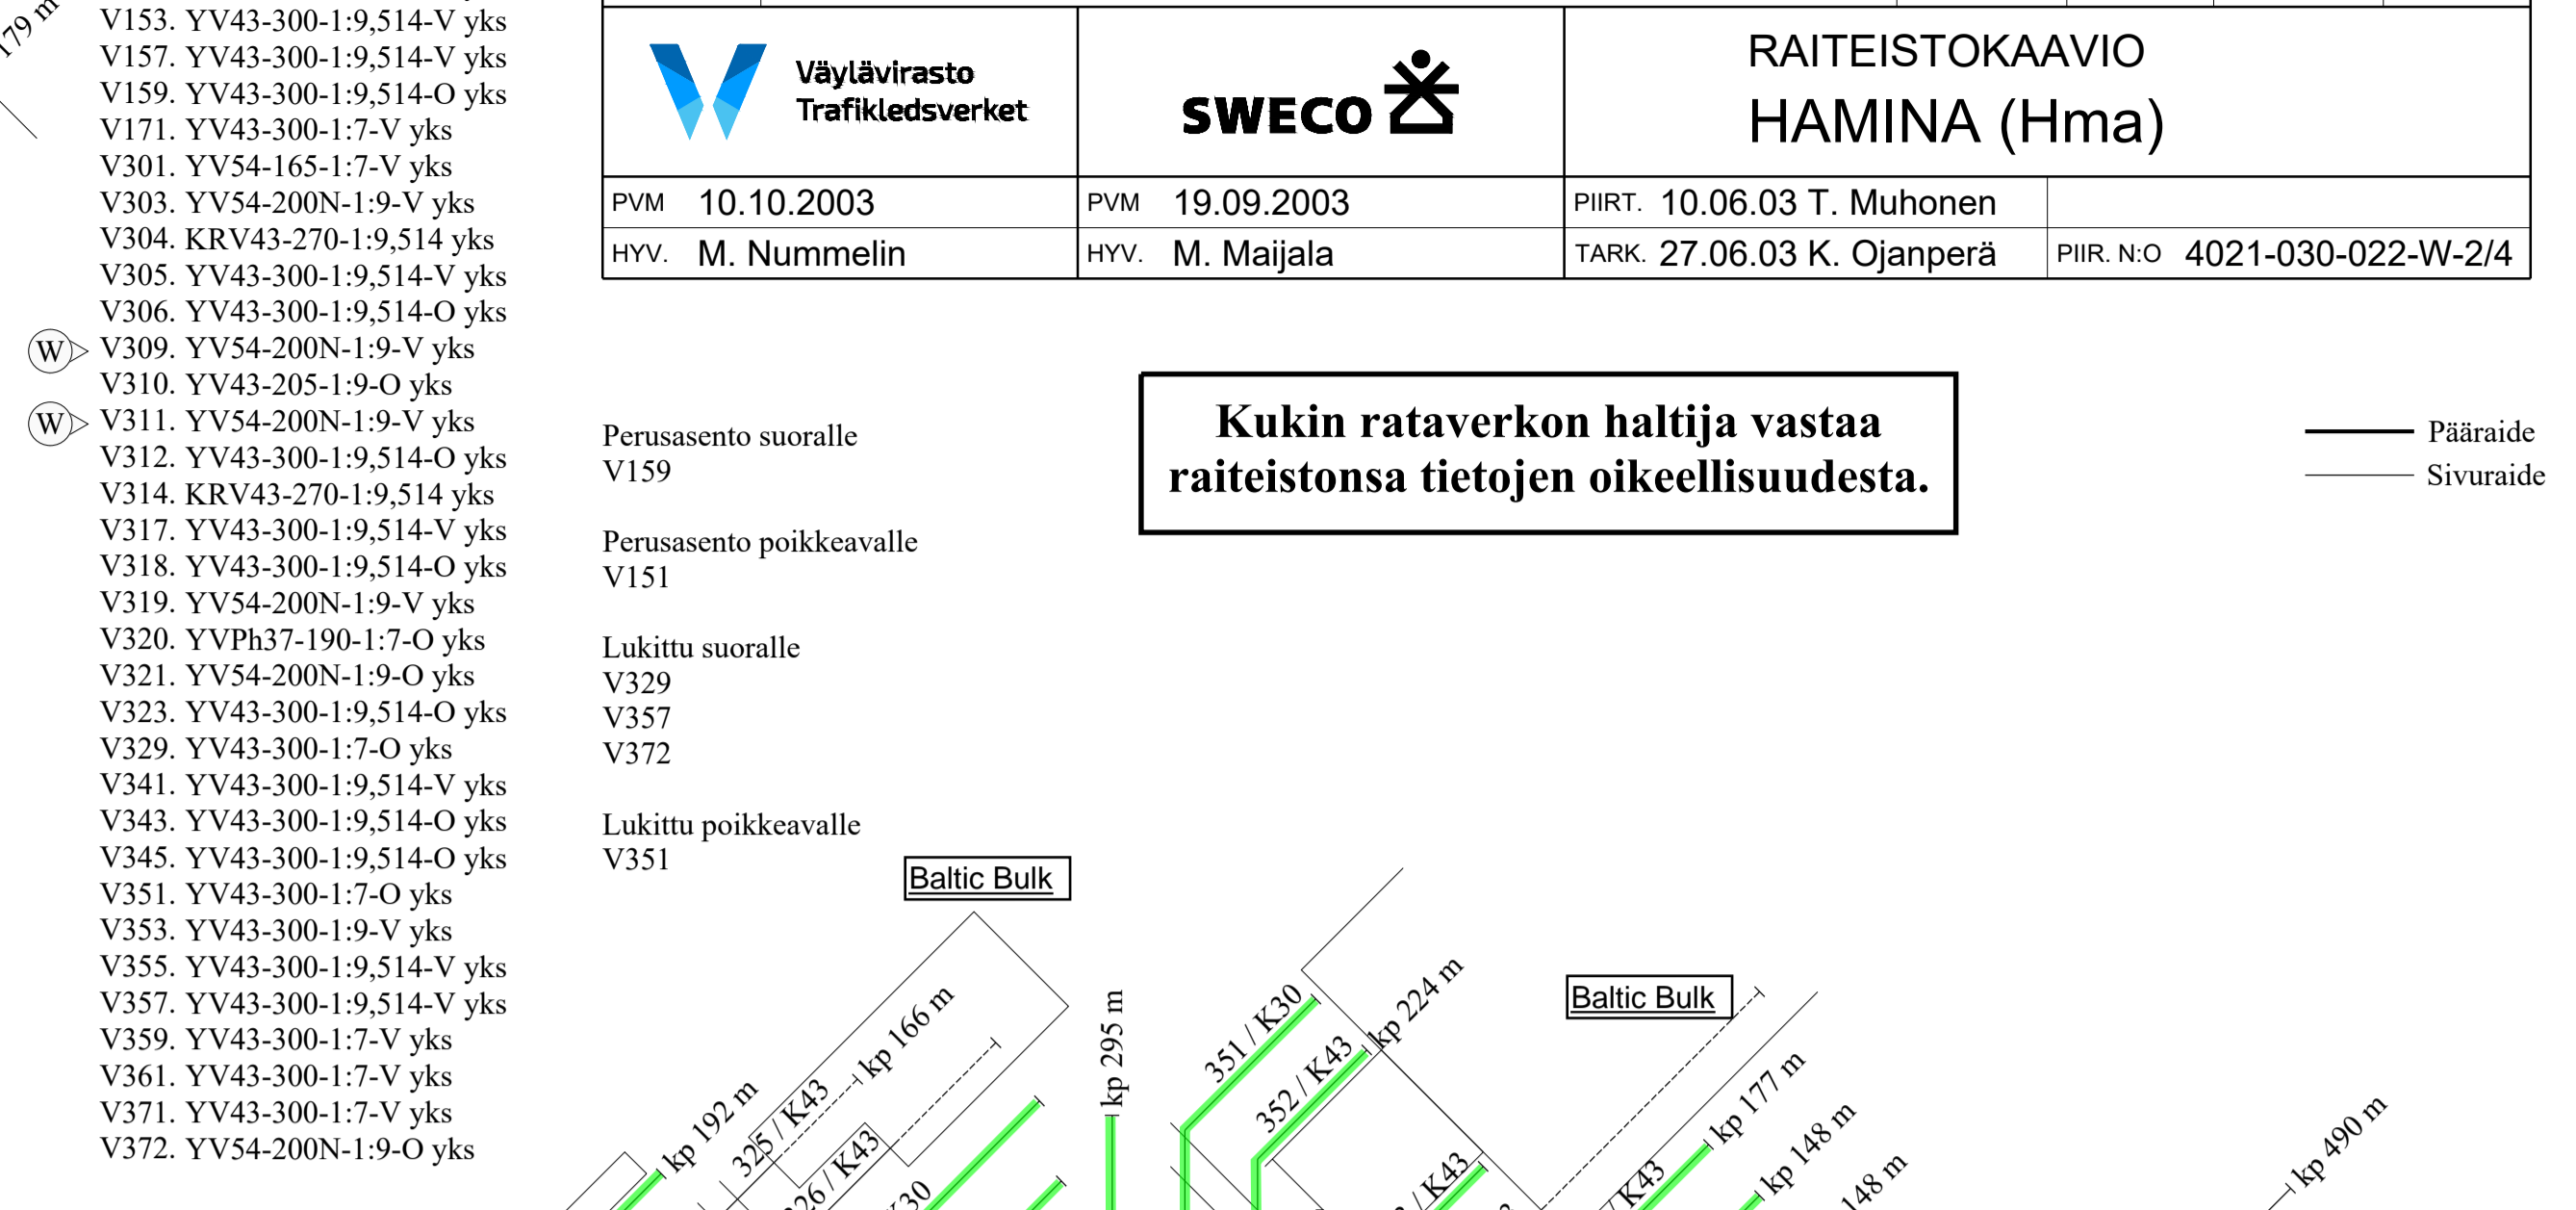 179 m
V153. YV43-300-1:9,514-V yks
V157. YV43-300-1:9,514-V yks
V159. YV43-300-1:9,514-O yks
V171. YV43-300-1:7-V yks
V301. YV54-165-1:7-V yks
V303. YV54-200N-1:9-V yks
V304. KRV43-270-1:9,514 yks
V305. YV43-300-1:9,514-V yks
V306. YV43-300-1:9,514-O yks
W V309. YV54-200N-1:9-V yks
V310. YV43-205-1:9-O yks
W V311. YV54-200N-1:9-V yks
V312. YV43-300-1:9,514-O yks
V314. KRV43-270-1:9,514 yks
V317. YV43-300-1:9,514-V yks
V318. YV43-300-1:9,514-O yks
V319. YV54-200N-1:9-V yks
V320. YVPh37-190-1:7-O yks
V321. YV54-200N-1:9-O yks
V323. YV43-300-1:9,514-O yks
V329. YV43-300-1:7-O yks
V341. YV43-300-1:9,514-V yks
V343. YV43-300-1:9,514-O yks
V345. YV43-300-1:9,514-O yks
V351. YV43-300-1:7-O yks
V353. YV43-300-1:9-V yks
V355. YV43-300-1:9,514-V yks
V357. YV43-300-1:9,514-V yks
V359. YV43-300-1:7-V yks
V361. YV43-300-1:7-V yks
V371. YV43-300-1:7-V yks
V372. YV54-200N-1:9-O yks
Väylävirasto
Trafikledsverket
SWECO
RAITEISTOKAAVIO
HAMINA (Hma)
PVM 10.10.2003
PVM 19.09.2003
PIIRT. 10.06.03 T. Muhonen
HYV. M. Nummelin
HYV. M. Maijala
TARK. 27.06.03 K. Ojanperä
PIIR. N:O 4021-030-022-W-2/4
Perusasento suoralle
V159
Perusasento poikkeavalle
V151
Lukittu suoralle
V329
V357
V372
Lukittu poikkeavalle
V351
Kukin rataverkon haltija vastaa
raiteistonsa tietojen oikeellisuudesta.
Pääraide
Sivuraide
Baltic Bulk
Baltic Bulk
kp 192 m
325 / K43
kp 166 m
326 / K43
K30
kp 295 m
351 / K30
352 / K43
kp 224 m
/ K43
/ K43
kp 177 m
kp 148 m
148 m
kp 490 m